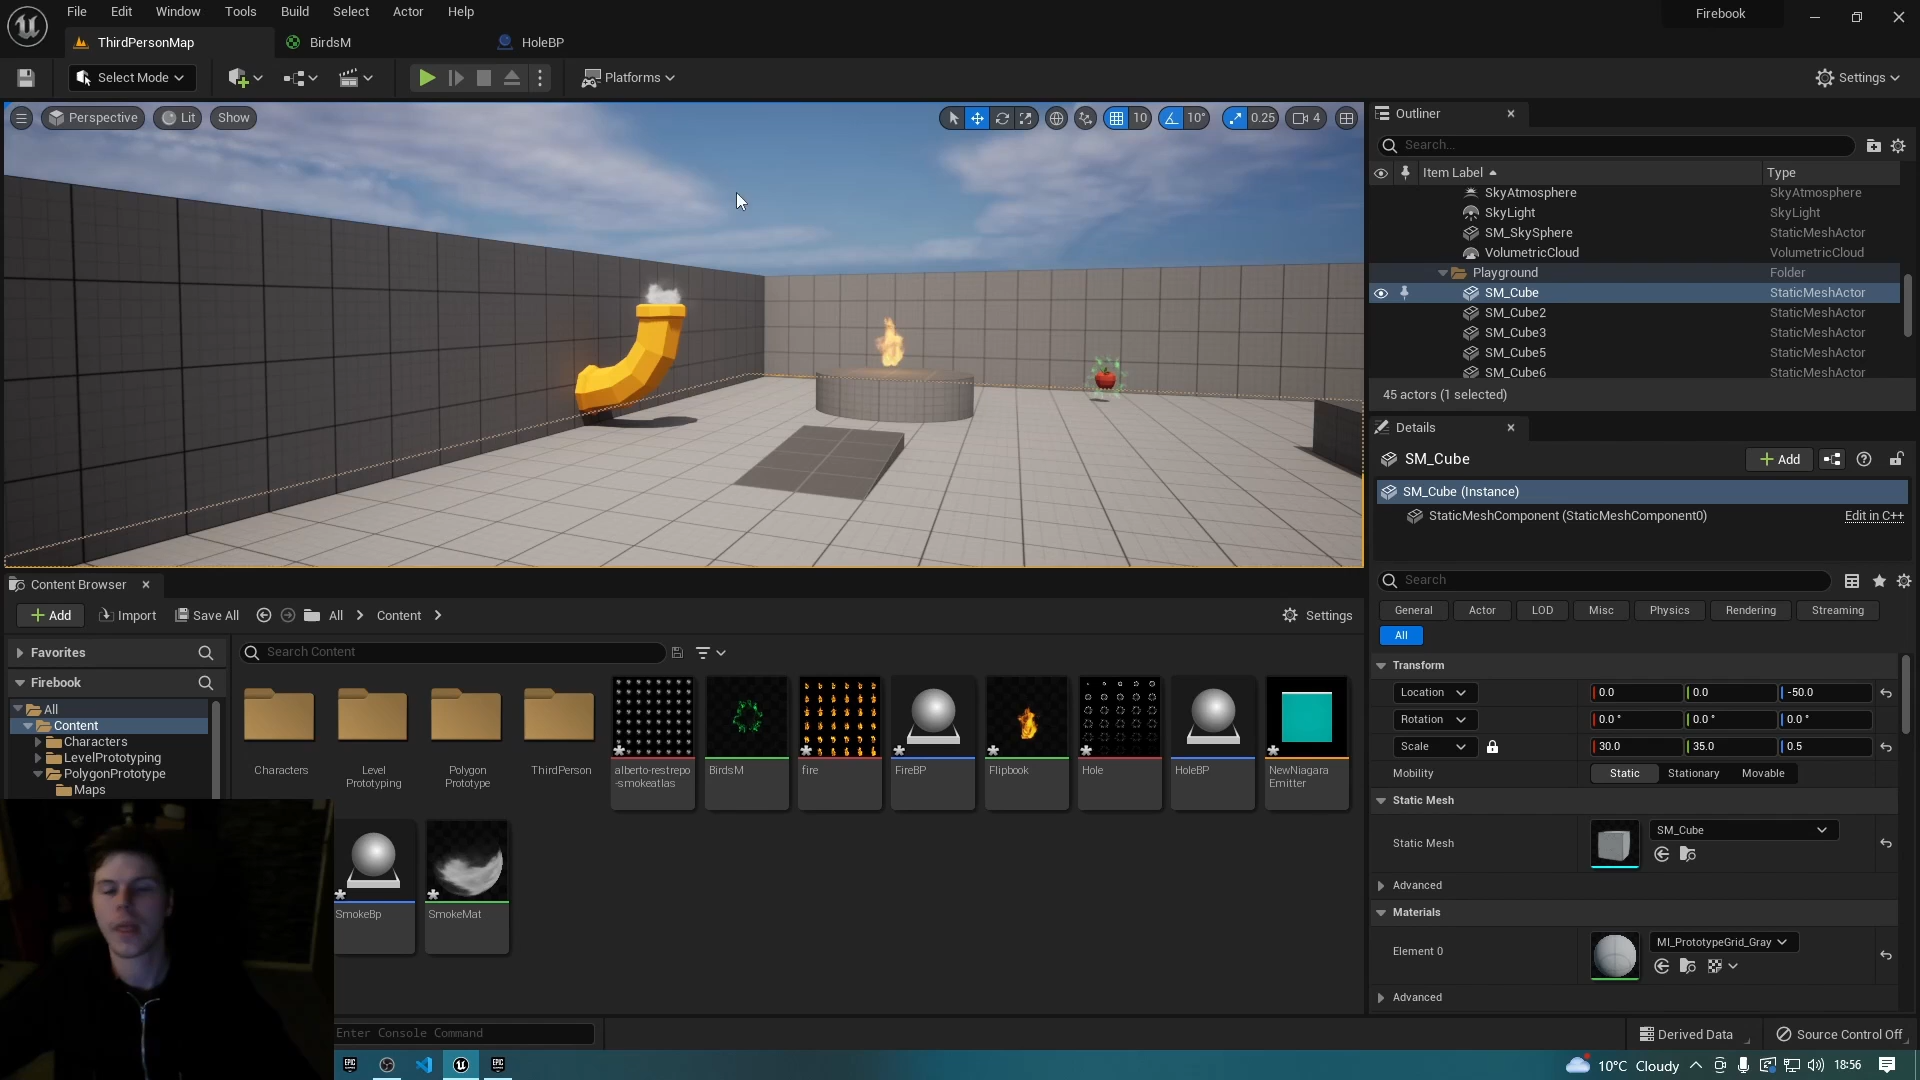 File Edit Window Tools Build Select Actor Help
Firebook
ThirdPersonMap
BirdsM
HoleBP
Select Mode
Platforms
Settings
Perspective
Lit
Show
10
10°
0.25
4
Outliner
Search...
Item Label
Type
SkyAtmosphere SkyAtmosphere
SkyLight SkyLight
SM_SkySphere StaticMeshActor
VolumetricCloud VolumetricCloud
Playground Folder
SM_Cube StaticMeshActor
SM_Cube2 StaticMeshActor
SM_Cube3 StaticMeshActor
SM_Cube5 StaticMeshActor
SM_Cube6 StaticMeshActor
45 actors (1 selected)
Details
SM_Cube
Add
SM_Cube (Instance)
StaticMeshComponent (StaticMeshComponent0)
Edit in C++
Search
General Actor LOD Misc Physics Rendering Streaming
All
Transform
Location 0.0 0.0 -50.0
Rotation 0.0 ° 0.0 ° 0.0 °
Scale 30.0 35.0 0.5
Mobility Static Stationary Movable
Static Mesh
Static Mesh SM_Cube
Advanced
Materials
Element 0 MI_PrototypeGrid_Gray
Advanced
Content Browser
Add Import Save All All Content Settings
Favorites
Search Content
Firebook
All
Content
Characters
LevelPrototyping
PolygonPrototype
Maps
Characters
Level
Prototyping
Polygon
Prototype
ThirdPerson
alberto-restrepo
-smokeatlas
BirdsM
fire
FireBP
Flipbook
Hole
HoleBP
NewNiagara
Emitter
SmokeBp
SmokeMat
Enter Console Command
Derived Data
Source Control Off
EPIC
EPIC
10°C Cloudy
18:56